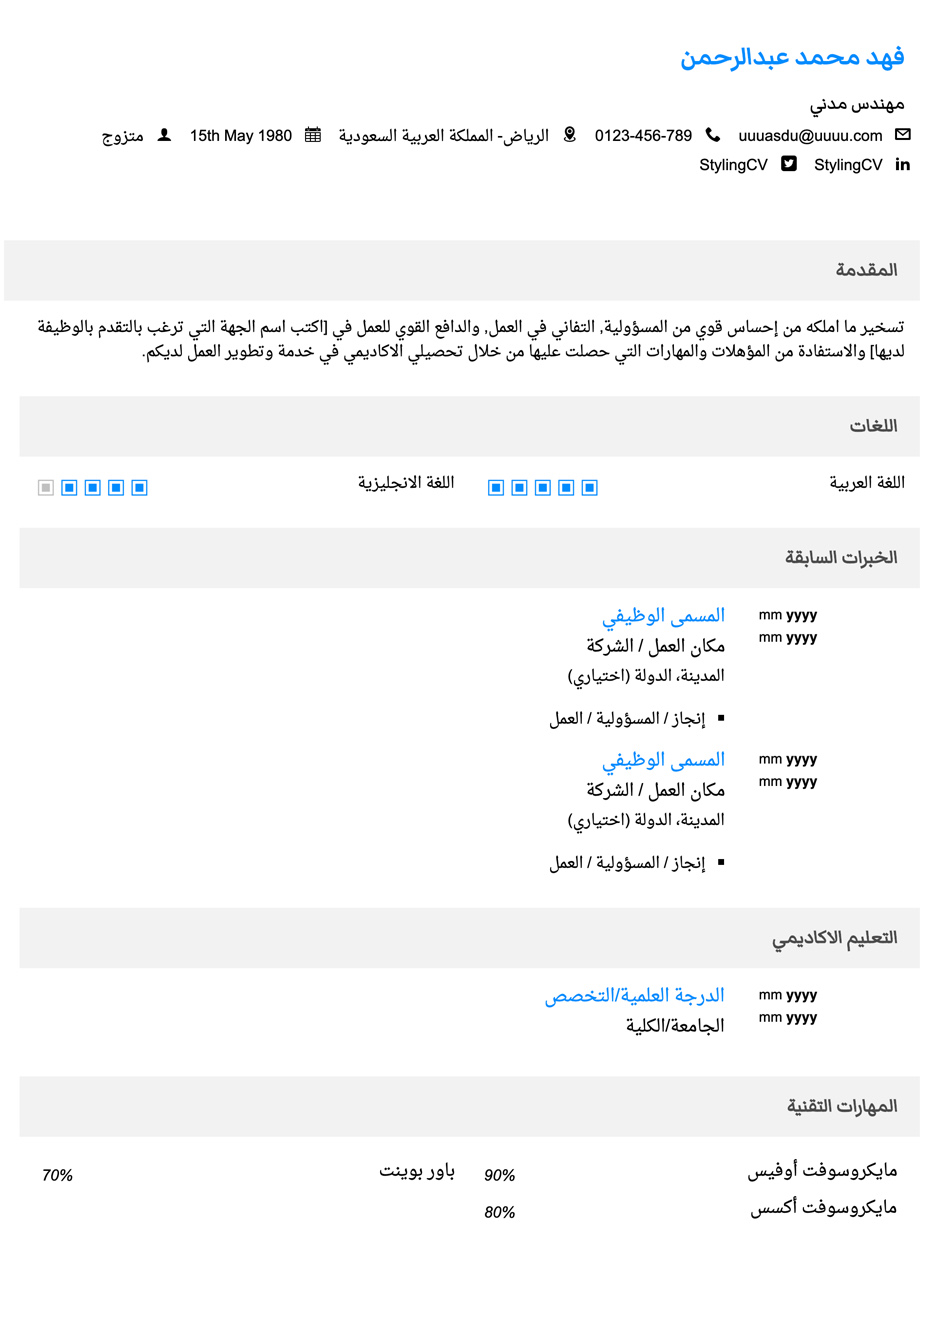 فهد محمد عبدالرحمن
مهندس مدني
uuuasdu@uuuu.com 0123-456-789 الرياض- المملكة العربية السعودية 15th May 1980 متزوج
StylingCV StylingCV
المقدمة
تسخير ما املكه من إحساس قوي من المسؤولية, التفاني في العمل, والدافع القوي للعمل في [اكتب اسم الجهة التي ترغب بالتقدم بالوظيفة
لديها] والاستفادة من المؤهلات والمهارات التي حصلت عليها من خلال تحصيلي الاكاديمي في خدمة وتطوير العمل لديكم.
اللغات
اللغة العربية اللغة الانجليزية
الخبرات السابقة
mm yyyy المسمى الوظيفي
mm yyyy مكان العمل / الشركة
المدينة، الدولة (اختياري)
▪ إنجاز / المسؤولية / العمل
mm yyyy المسمى الوظيفي
mm yyyy مكان العمل / الشركة
المدينة، الدولة (اختياري)
▪ إنجاز / المسؤولية / العمل
التعليم الاكاديمي
mm yyyy الدرجة العلمية/التخصص
mm yyyy الجامعة/الكلية
المهارات التقنية
مايكروسوفت أوفيس 90% باور بوينت 70%
مايكروسوفت أكسس 80%